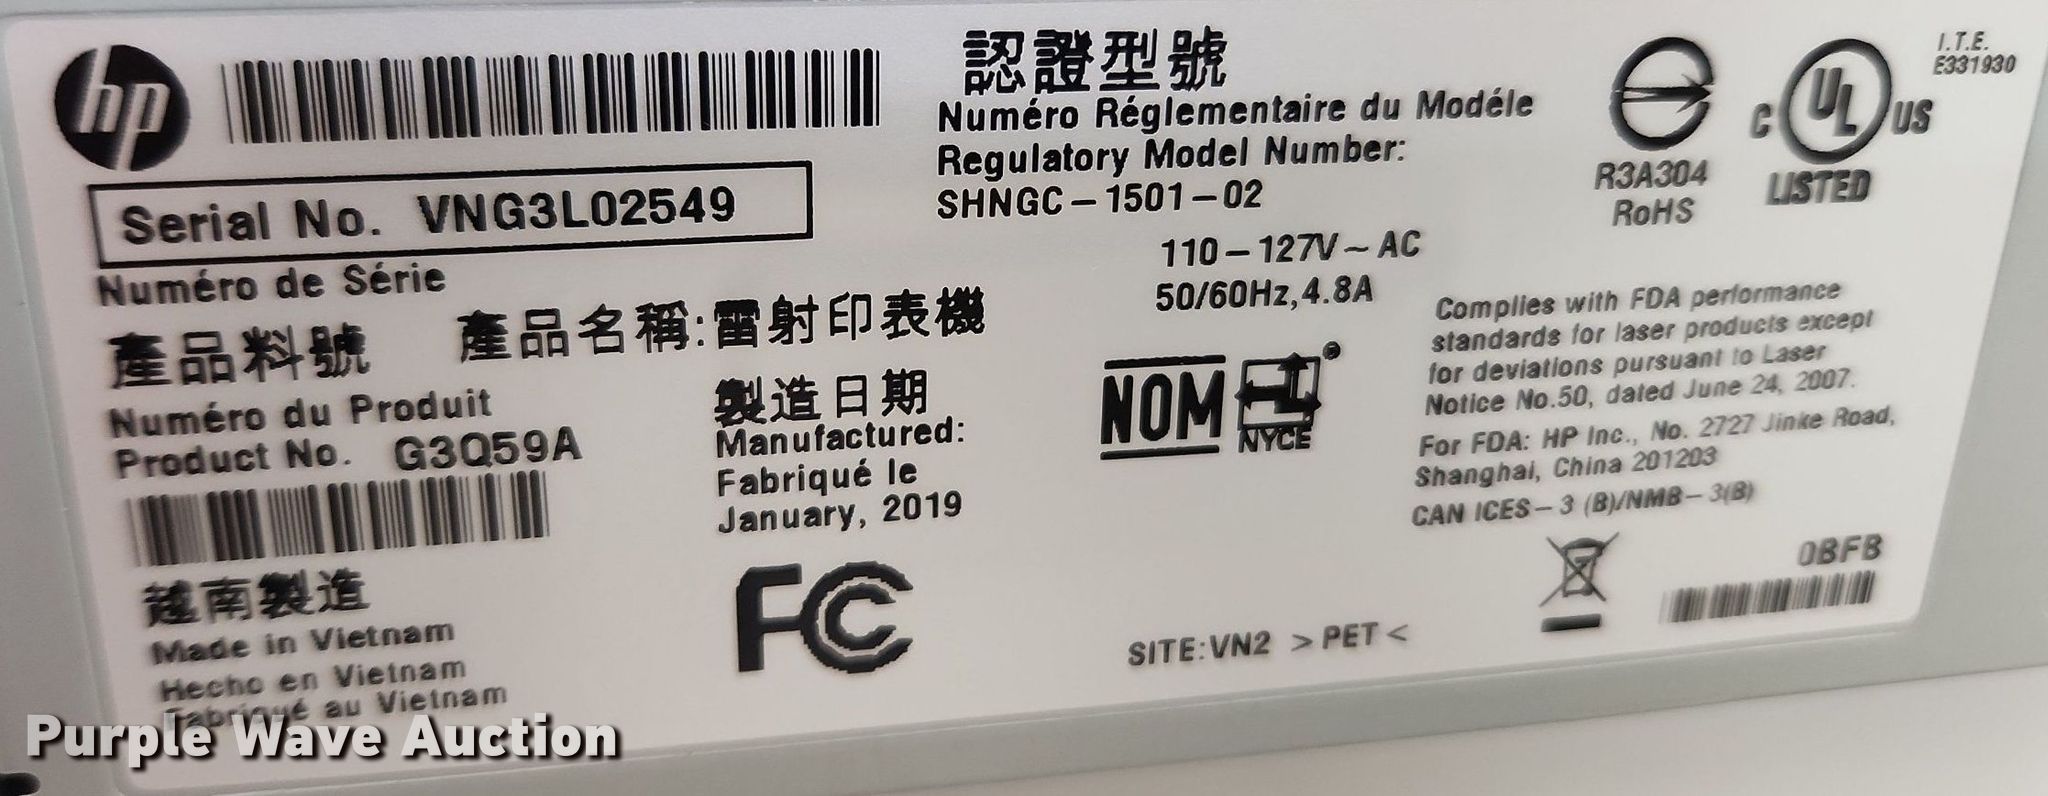 hp
Serial No. VNG3L02549
Numéro de Série
產品料號
Numéro du Produit
Product No. G3Q59A
越南製造
Made in Vietnam
Hecho en Vietnam
Fabriqué au Vietnam
產品名稱:雷射印表機
製造日期
Manufactured:
Fabriqué le
January, 2019
FC
認證型號
Numéro Réglementaire du Modéle
Regulatory Model Number:
SHNGC-1501-02
110-127V~ AC
50/60Hz, 4.8A
NOM
NYCE
®
R3A304
RoHS
C UL US
LISTED
I.T.E.
E331930
Complies with FDA performance
standards for laser products except
for deviations pursuant to Laser
Notice No.50, dated June 24, 2007.
For FDA: HP Inc., No. 2727 Jinke Road,
Shanghai, China 201203
CAN ICES-3 (B)/NMB-3(B)
0BFB
SITE:VN2 >PET<
Purple Wave Auction